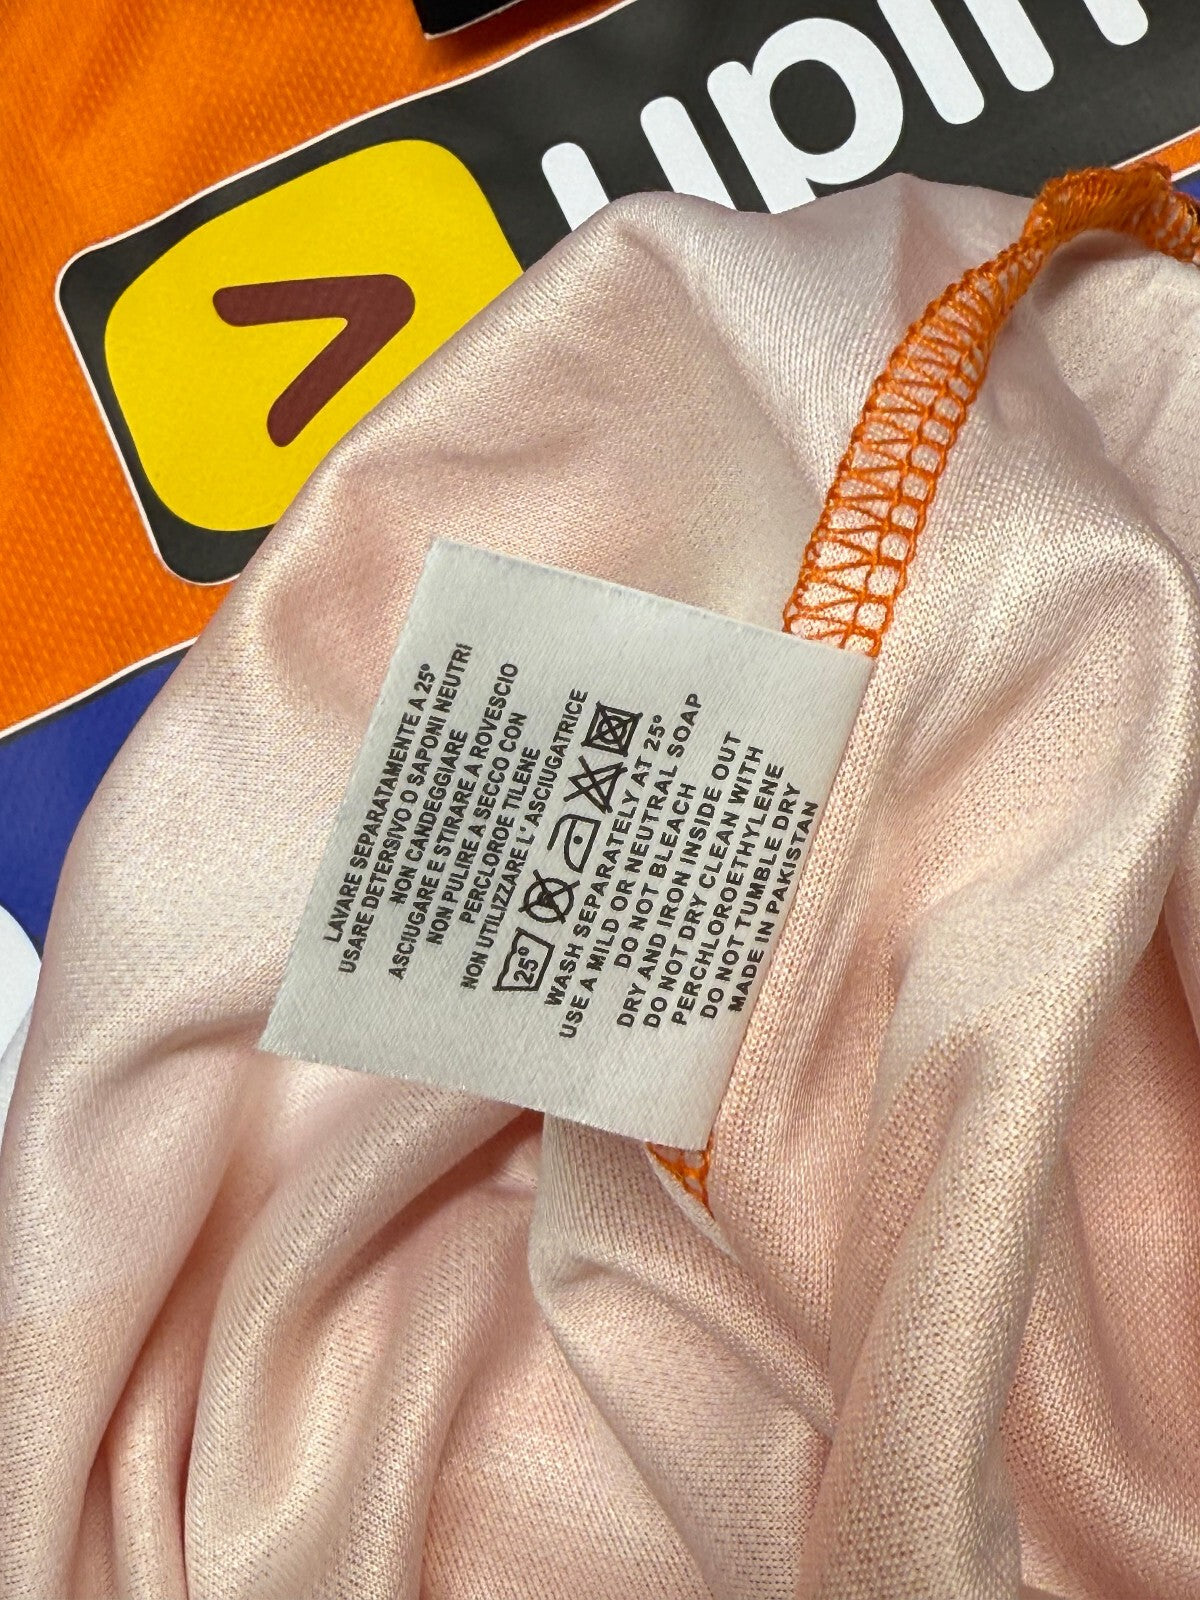 LAVARE SEPARATAMENTE A 25°
USARE DETERSIVO O SAPONI NEUTRI
NON CANDEGGIARE
ASCIUGARE E STIRARE A ROVESCIO
NON PULIRE A SECCO CON
PERCLOROE TILENE
NON UTILIZZARE L'ASCIUGATRICE
25°
WASH SEPARATELY AT 25°
USE A MILD OR NEUTRAL SOAP
DO NOT BLEACH
DRY AND IRON INSIDE OUT
DO NOT DRY CLEAN WITH
PERCHLOROETHYLENE
DO NOT TUMBLE DRY
MADE IN PAKISTAN